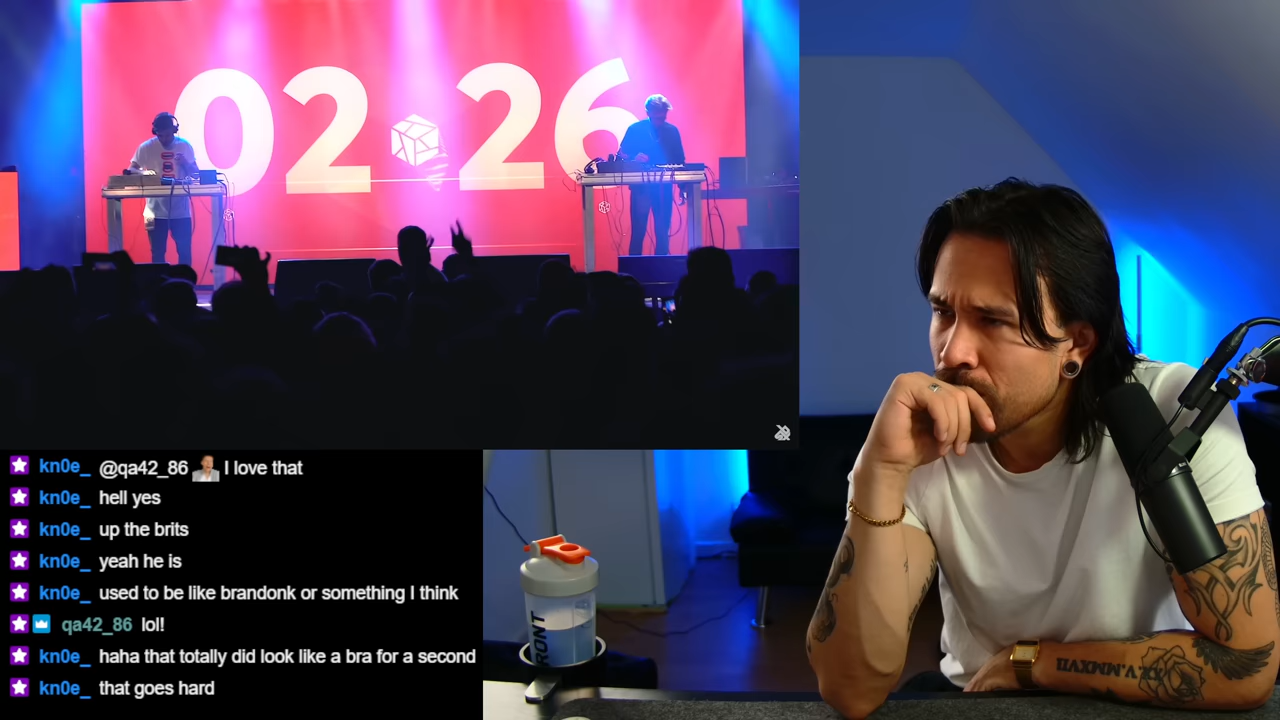 02 26
kn0e_ @qa42_86 I love that
kn0e_ hell yes
kn0e_ up the brits
kn0e_ yeah he is
kn0e_ used to be like brandonk or something I think
qa42_86 lol!
kn0e_ haha that totally did look like a bra for a second
kn0e_ that goes hard
RONT
II.V.MMXVII